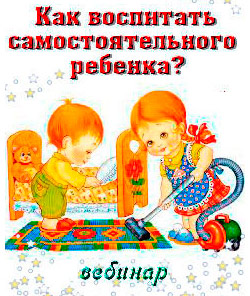 Как воспитать
самостоятельного
ребенка?
вебинар